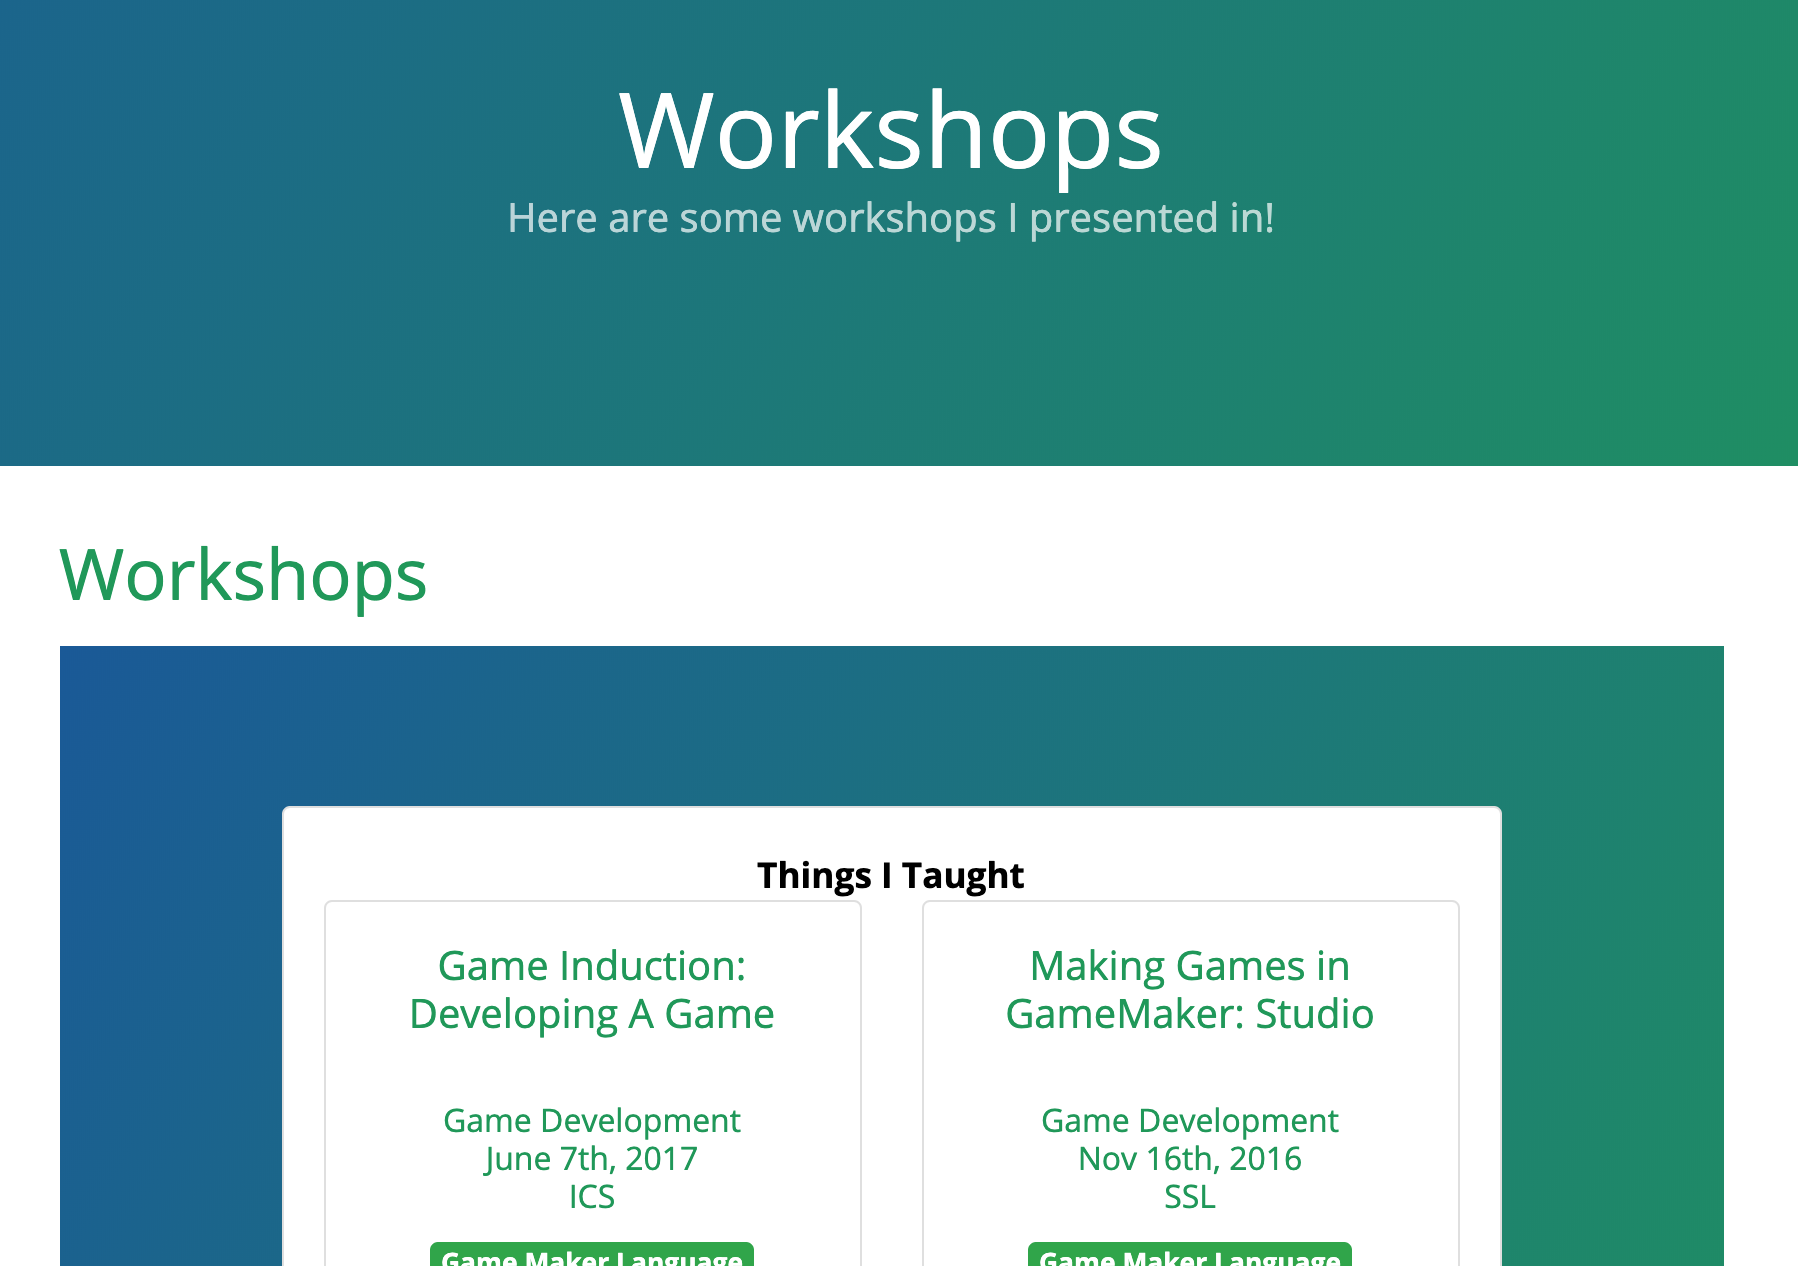 Workshops
Here are some workshops I presented in!
Workshops
Things I Taught
Game Induction:
Developing A Game
Game Development
June 7th, 2017
ICS
Game Maker Language
Making Games in
GameMaker: Studio
Game Development
Nov 16th, 2016
SSL
Game Maker Language